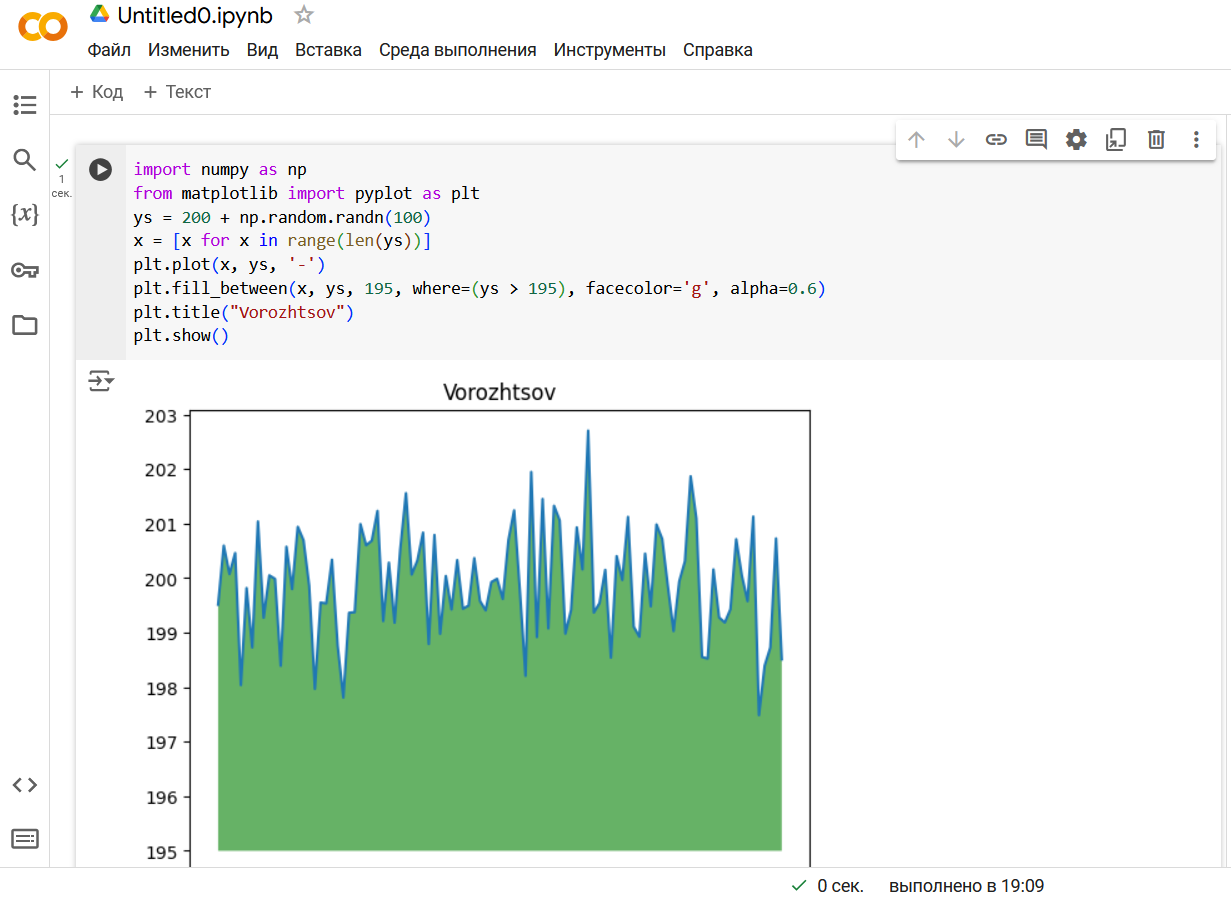 Untitled0.ipynb
Файл Изменить Вид Вставка Среда выполнения Инструменты Справка
+ Код + Текст
1
сек.
import numpy as np
from matplotlib import pyplot as plt
ys = 200 + np.random.randn(100)
x = [x for x in range(len(ys))]
plt.plot(x, ys, '-')
plt.fill_between(x, ys, 195, where=(ys > 195), facecolor='g', alpha=0.6)
plt.title("Vorozhtsov")
plt.show()
Vorozhtsov
203
202
201
200
199
198
197
196
195
0 сек. выполнено в 19:09